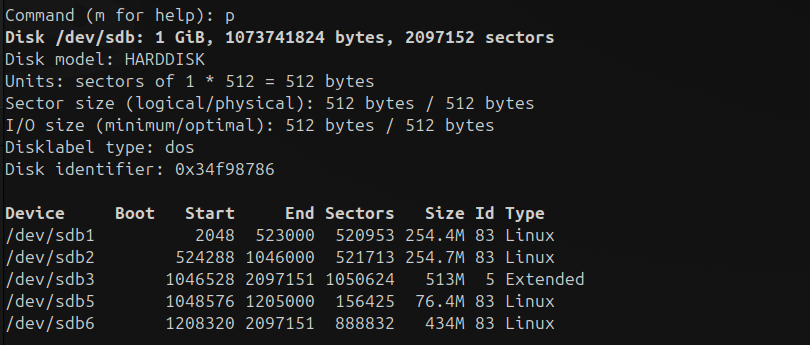 Command (m for help): p
Disk /dev/sdb: 1 GiB, 1073741824 bytes, 2097152 sectors
Disk model: HARDDISK
Units: sectors of 1 * 512 = 512 bytes
Sector size (logical/physical): 512 bytes / 512 bytes
I/O size (minimum/optimal): 512 bytes / 512 bytes
Disklabel type: dos
Disk identifier: 0x34f98786

Device     Boot   Start     End Sectors   Size Id Type
/dev/sdb1          2048  523000  520953 254.4M 83 Linux
/dev/sdb2        524288 1046000  521713 254.7M 83 Linux
/dev/sdb3       1046528 2097151 1050624   513M  5 Extended
/dev/sdb5       1048576 1205000  156425  76.4M 83 Linux
/dev/sdb6       1208320 2097151  888832   434M 83 Linux